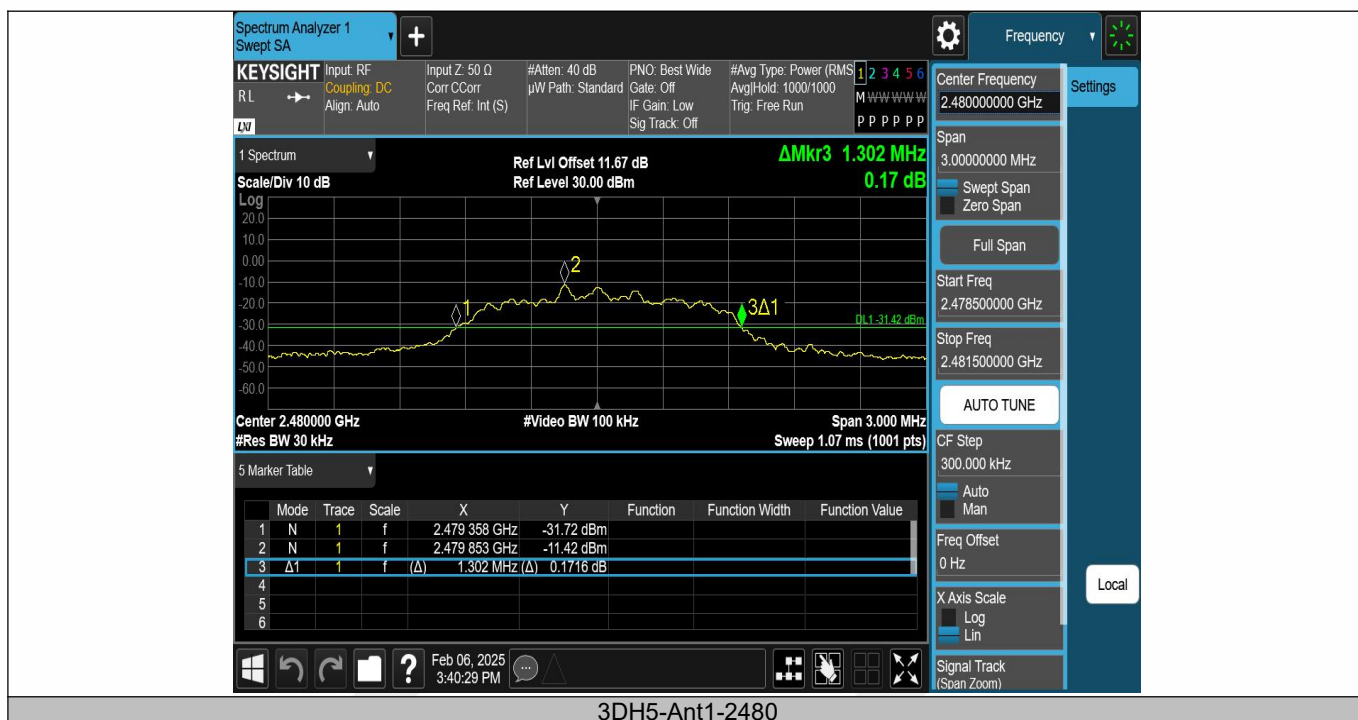 Spectrum Analyzer 1
Swept SA
+
Frequency
KEYSIGHT
RL
LXI
Input: RF
Coupling: DC
Align: Auto
Input Z: 50 Ω
Corr CCorr
Freq Ref: Int (S)
#Atten: 40 dB
µW Path: Standard
PNO: Best Wide
Gate: Off
IF Gain: Low
Sig Track: Off
#Avg Type: Power (RMS
Avg|Hold: 1000/1000
Trig: Free Run
1 2 3 4 5 6
M W W W W W
P P P P P P
1 Spectrum
Scale/Div 10 dB
Ref Lvl Offset 11.67 dB
Ref Level 30.00 dBm
ΔMkr3 1.302 MHz
0.17 dB
Log
20.0
10.0
0.00
-10.0
-20.0
-30.0
-40.0
-50.0
-60.0
1
2
3Δ1
DL1 -31.42 dBm
Center 2.480000 GHz
#Video BW 100 kHz
Span 3.000 MHz
#Res BW 30 kHz
Sweep 1.07 ms (1001 pts)
5 Marker Table
Mode Trace Scale X Y Function Function Width Function Value
1 N 1 f 2.479 358 GHz -31.72 dBm
2 N 1 f 2.479 853 GHz -11.42 dBm
3 Δ1 1 f (Δ) 1.302 MHz (Δ) 0.1716 dB
4
5
6
?
Feb 06, 2025
3:40:29 PM
Center Frequency
2.480000000 GHz
Settings
Span
3.00000000 MHz
Swept Span
Zero Span
Full Span
Start Freq
2.478500000 GHz
Stop Freq
2.481500000 GHz
AUTO TUNE
CF Step
300.000 kHz
Auto
Man
Freq Offset
0 Hz
Local
X Axis Scale
Log
Lin
Signal Track
(Span Zoom)
3DH5-Ant1-2480